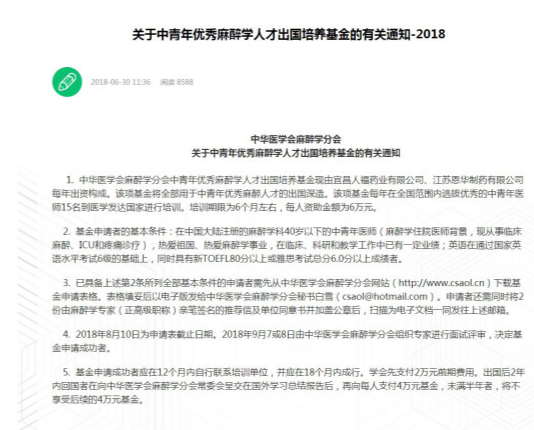 关于中青年优秀麻醉学人才出国培养基金的有关通知-2018
2018-06-30 11:36 阅读 8588
中华医学会麻醉学分会
关于中青年优秀麻醉学人才出国培养基金的有关通知
1. 中华医学会麻醉学分会中青年优秀麻醉学人才出国培养基金现由宜昌人福药业有限公司、江苏恩华制药有限公司
每年出资构成。该项基金将全部用于中青年优秀麻醉人才的出国深造。该项基金每年在全国范围内选拔优秀的中青年医
师15名到医学发达国家进行培训。培训期限为6个月左右，每人资助金额为6万元。
2. 基金申请者的基本条件：在中国大陆注册的麻醉学科40岁以下的中青年医师（麻醉学住院医师背景，现从事临床
麻醉、ICU和疼痛诊疗），热爱祖国、热爱麻醉学事业，在临床、科研和教学工作中已有一定业绩；英语在通过国家英
语水平考试6级的基础上，同时具有新TOEFL80分以上或雅思考试总分6.0分以上成绩者。
3. 已具备上述第2条所列全部基本条件的申请者需先从中华医学会麻醉学分会网站（http://www.csaol.cn）下载基
金申请表格。表格填妥后以电子版发给中华医学会麻醉学分会秘书白雪（csaol@hotmail.com）。申请者还需同时将2
份由麻醉学专家（正高级职称）亲笔签名的推荐信及单位同意书并加盖公章后，扫描为电子文档一同发往上述邮箱。
4. 2018年8月10日为申请表截止日期。2018年9月7或8日由中华医学会麻醉学分会组织专家进行面试评审，决定基
金申请成功者。
5. 基金申请成功者应在12个月内自行联系培训单位，并应在18个月内成行。学会先支付2万元前期费用。出国后2年
内回国者在向中华医学会麻醉学分会常委会呈交在国外学习总结报告后，再向每人支付4万元基金，未满半年者，将不
享受后续的4万元基金。